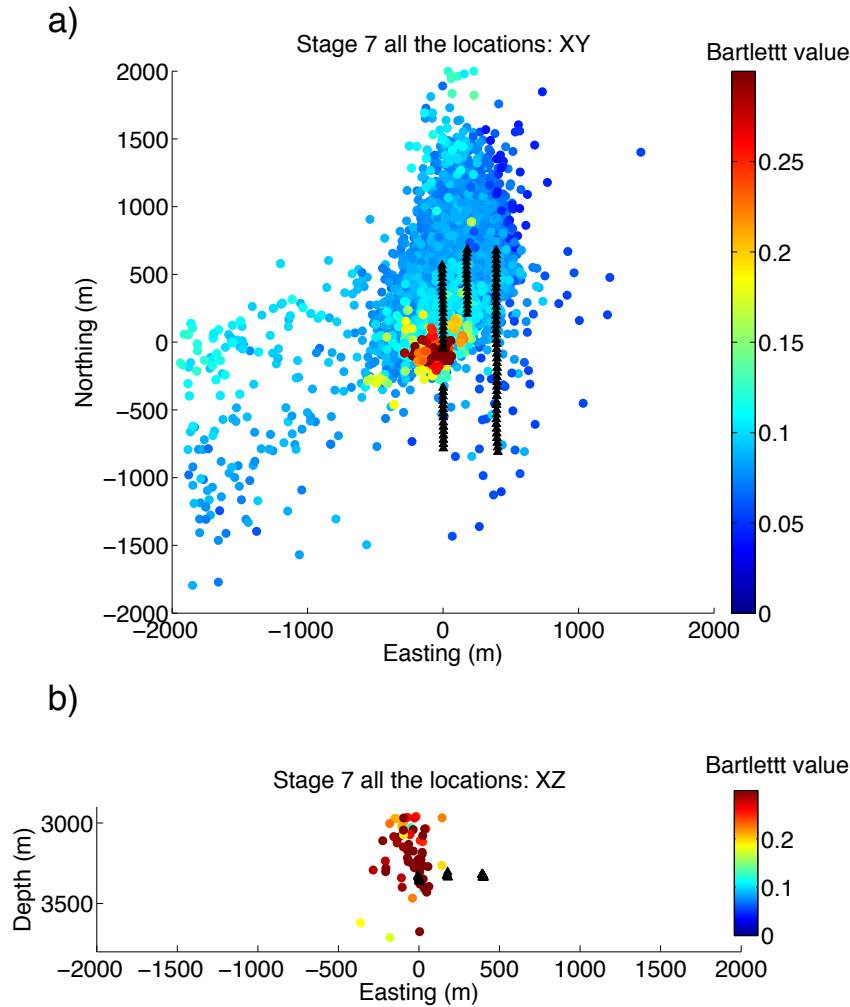 a)
Stage 7 all the locations: XY
Bartlettt value
2000
1500
1000
500
0
−500
−1000
−1500
−2000
Northing (m)
−2000 −1000 0 1000 2000
Easting (m)
0.25
0.2
0.15
0.1
0.05
0
b)
Stage 7 all the locations: XZ
Bartlettt value
3000
3500
Depth (m)
−2000 −1500 −1000 −500 0 500 1000 1500 2000
Easting (m)
0.2
0.1
0